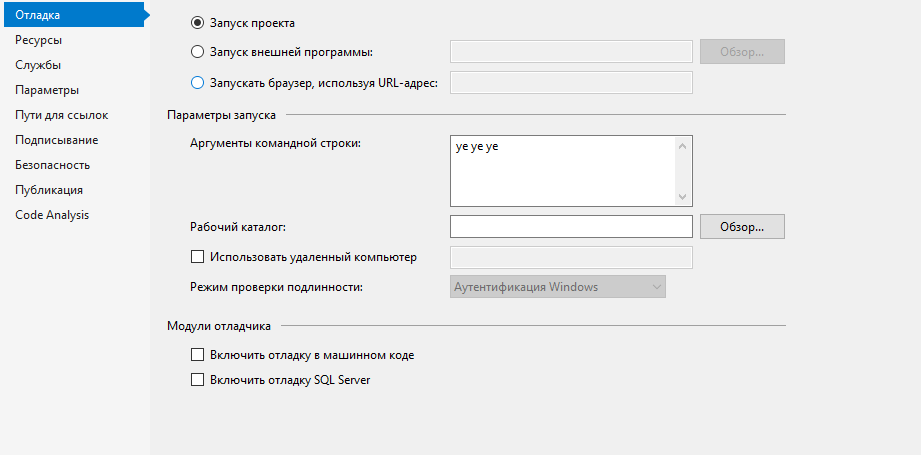 Отладка
Ресурсы
Службы
Параметры
Пути для ссылок
Подписывание
Безопасность
Публикация
Code Analysis
Запуск проекта
Запуск внешней программы:
Обзор...
Запускать браузер, используя URL-адрес:
Параметры запуска
Аргументы командной строки:
ye ye ye
Рабочий каталог:
Обзор...
Использовать удаленный компьютер
Режим проверки подлинности:
Аутентификация Windows
Модули отладчика
Включить отладку в машинном коде
Включить отладку SQL Server